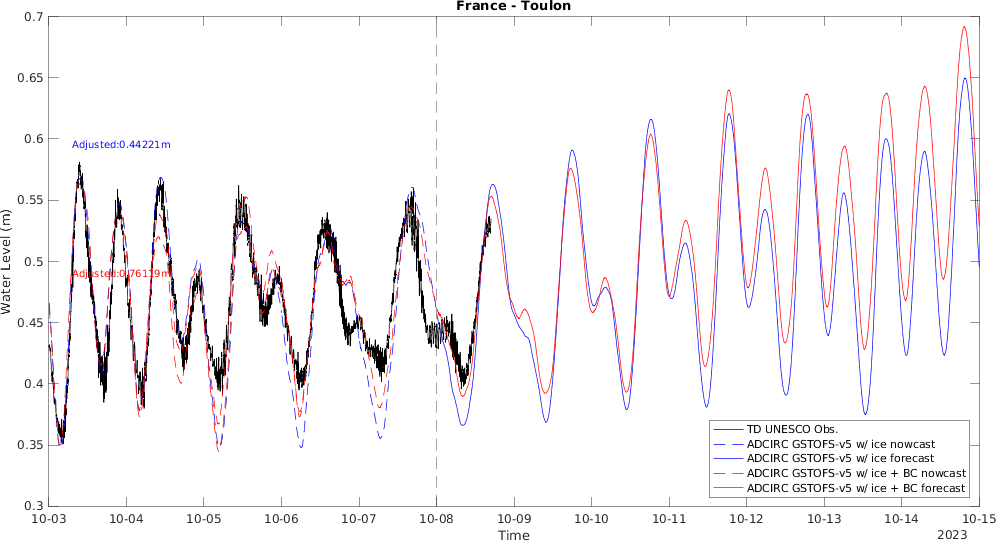 France - Toulon
0.7
0.65
0.6
0.55
0.5
0.45
0.4
0.35
0.3
Water Level (m)
Adjusted:0.44221m
Adjusted:0.76139m
TD UNESCO Obs.
ADCIRC GSTOFS-v5 w/ ice nowcast
ADCIRC GSTOFS-v5 w/ ice forecast
ADCIRC GSTOFS-v5 w/ ice + BC nowcast
ADCIRC GSTOFS-v5 w/ ice + BC forecast
10-03 10-04 10-05 10-06 10-07 10-08 10-09 10-10 10-11 10-12 10-13 10-14 10-15
Time
2023